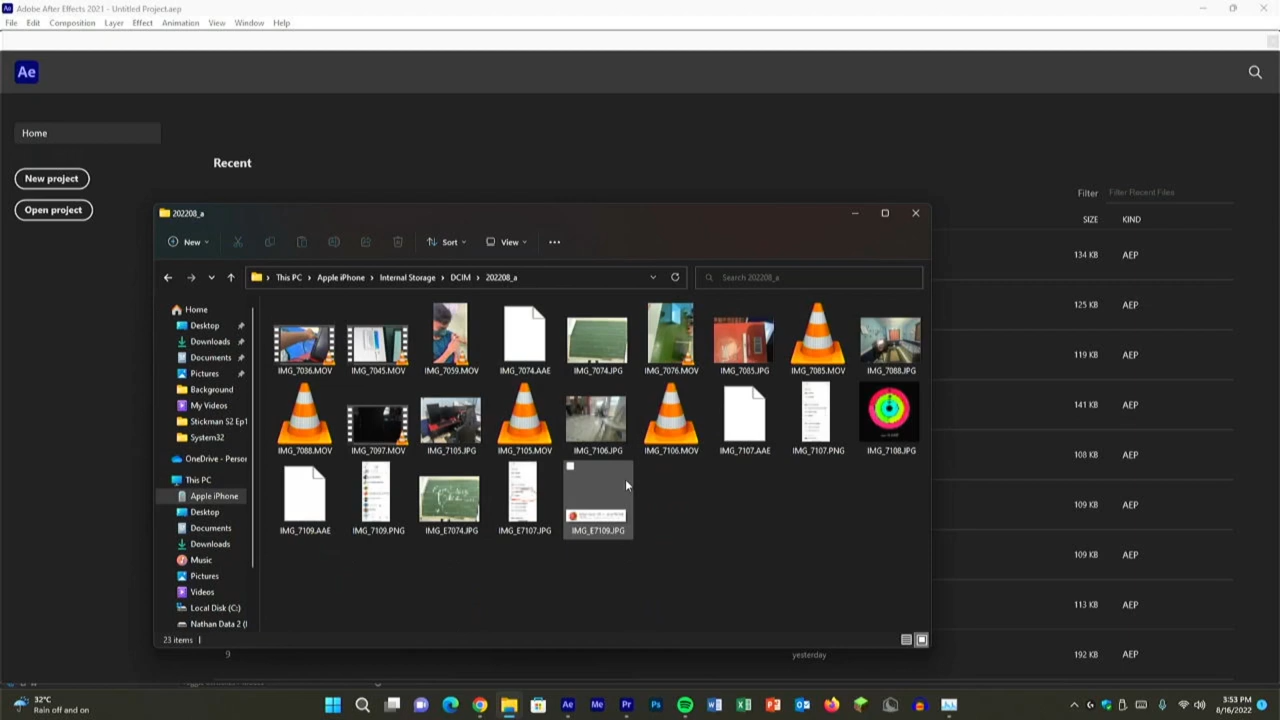 Adobe After Effects 2021 - Untitled Project.aep
File Edit Composition Layer Effect Animation View Window Help
Ae
Home
New project
Open project
Recent
Filter Filter Recent Files
SIZE KIND
134 KB AEP
125 KB AEP
119 KB AEP
141 KB AEP
108 KB AEP
109 KB AEP
109 KB AEP
113 KB AEP
9 yesterday 192 KB AEP
202208_a
New Sort View
This PC Apple iPhone Internal Storage DCIM 202208_a
Search 202208_a
Home
Desktop
Downloads
Documents
Pictures
Background
My Videos
Stickman S2 Ep1
System32
OneDrive - Person
This PC
Apple iPhone
Desktop
Documents
Downloads
Music
Pictures
Videos
Local Disk (C:)
Nathan Data 2 (
IMG_7036.MOV IMG_7045.MOV IMG_7059.MOV IMG_7074.AAE IMG_7074.JPG IMG_7076.MOV IMG_7085.JPG IMG_7085.MOV IMG_7088.JPG
IMG_7088.MOV IMG_7097.MOV IMG_7105.JPG IMG_7105.MOV IMG_7106.JPG IMG_7106.MOV IMG_7107.AAE IMG_7107.PNG IMG_7108.JPG
IMG_7109.AAE IMG_7109.PNG IMG_E7074.JPG IMG_E7107.JPG IMG_E7109.JPG
23 items
32°C
Rain off and on
3:53 PM
8/16/2022